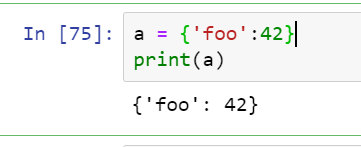 In [75]: a = {'foo':42}
print(a)
{'foo': 42}